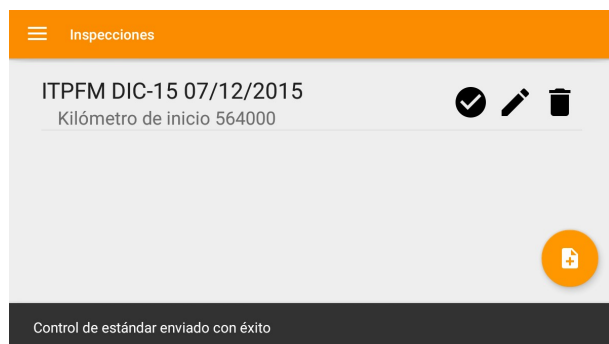 Inspecciones
ITPFM DIC-15 07/12/2015
Kilómetro de inicio 564000
Control de estándar enviado con éxito